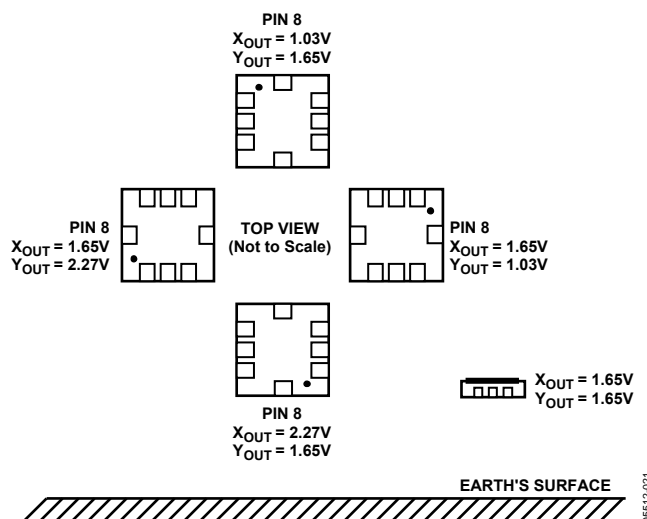 PIN 8
XOUT = 1.03V
YOUT = 1.65V
PIN 8
XOUT = 1.65V
YOUT = 2.27V
TOP VIEW
(Not to Scale)
PIN 8
XOUT = 1.65V
YOUT = 1.03V
PIN 8
XOUT = 2.27V
YOUT = 1.65V
XOUT = 1.65V
YOUT = 1.65V
EARTH'S SURFACE